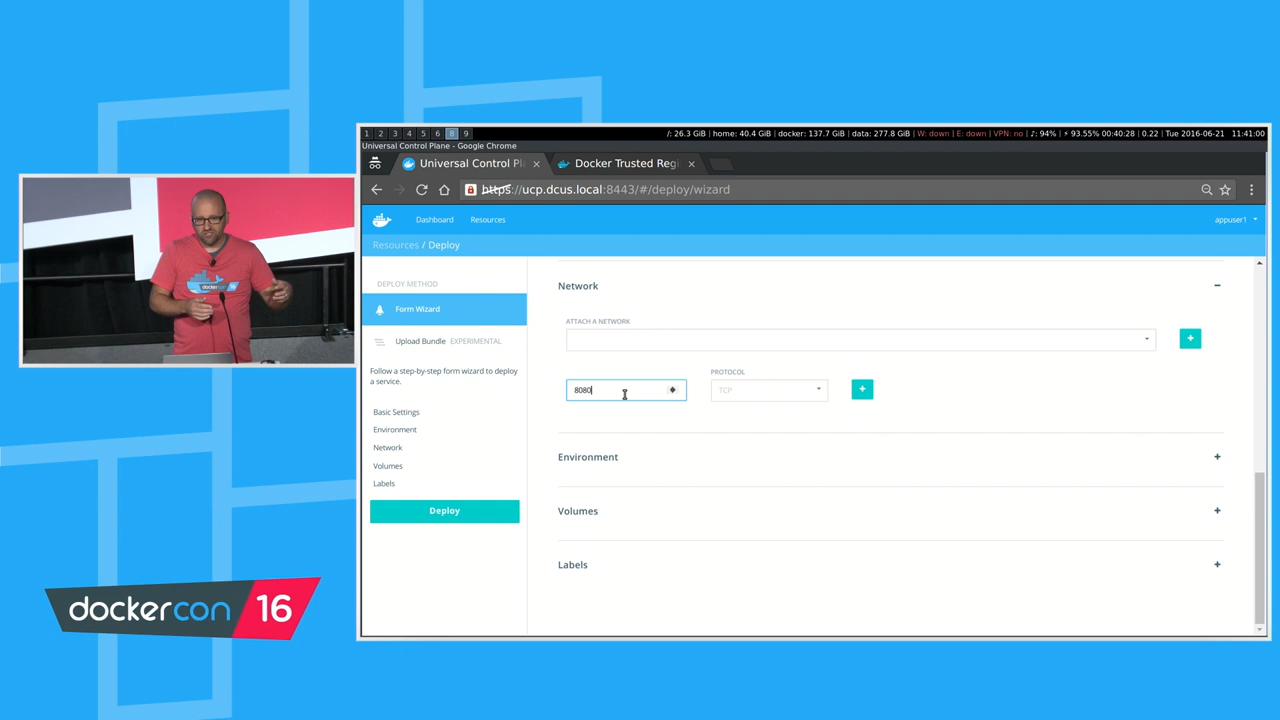 1 2 3 4 5 6 8 9
/: 26.3 GiB | home: 40.4 GiB | docker: 137.7 GiB | data: 277.8 GiB | W: down | E: down | VPN: no | ♪: 94% | ⚡ 93.55% 00:40:28 | 0.22 | Tue 2016-06-21 11:41:00
Universal Control Plane - Google Chrome
Universal Control Pl
Docker Trusted Regi
https://ucp.dcus.local:8443/#/deploy/wizard
Dashboard
Resources
appuser1
Resources / Deploy
DEPLOY METHOD
Form Wizard
Upload Bundle EXPERIMENTAL
Follow a step-by-step form wizard to deploy
a service.
Basic Settings
Environment
Network
Volumes
Labels
Deploy
Network
ATTACH A NETWORK
PROTOCOL
8080
TCP
Environment
Volumes
Labels
docker 16
dockercon 16